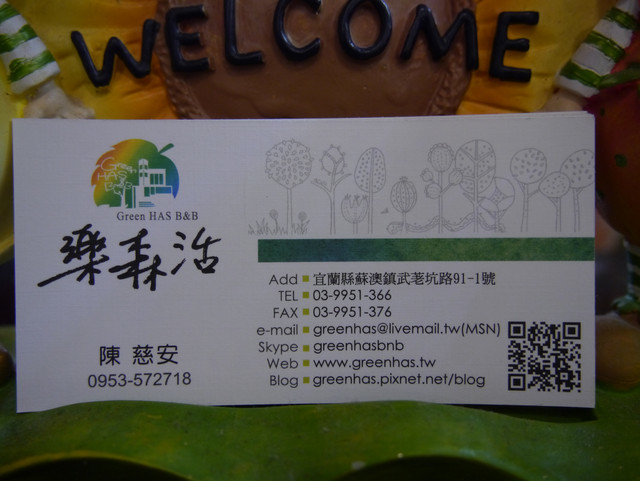 WELCOME
Green HAS B&B
Green HAS B&B
樂森活
陳 慈安
0953-572718
Add 宜蘭縣蘇澳鎮武荖坑路91-1號
TEL 03-9951-366
FAX 03-9951-376
e-mail greenhas@livemail.tw(MSN)
Skype greenhasbnb
Web www.greenhas.tw
Blog greenhas.pixnet.net/blog